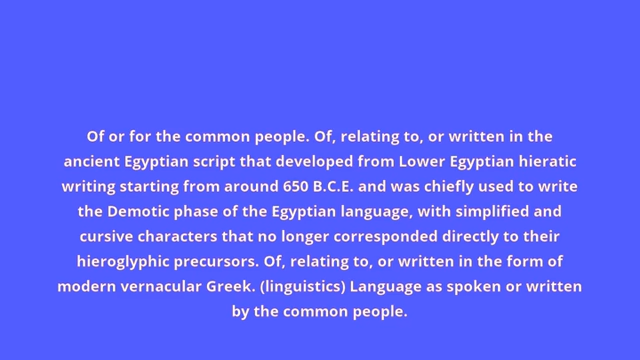 Of or for the common people. Of, relating to, or written in the
ancient Egyptian script that developed from Lower Egyptian hieratic
writing starting from around 650 B.C.E. and was chiefly used to write
the Demotic phase of the Egyptian language, with simplified and
cursive characters that no longer corresponded directly to their
hieroglyphic precursors. Of, relating to, or written in the form of
modern vernacular Greek. (linguistics) Language as spoken or written
by the common people.